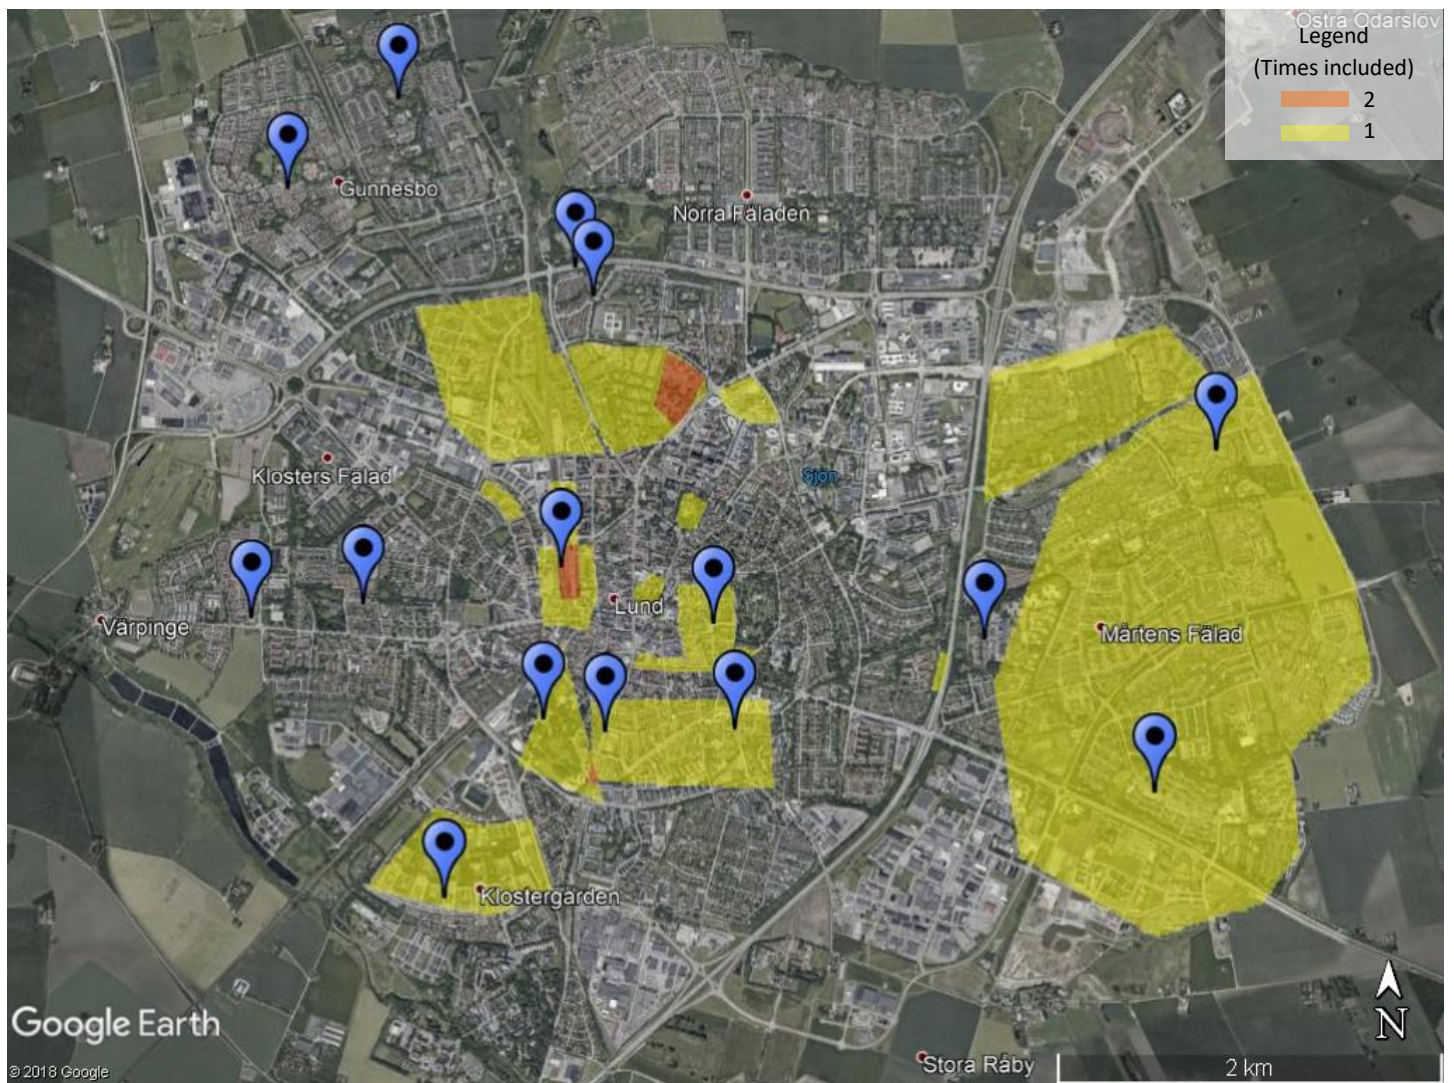 Östra Odarslöv
Legend
(Times included)
2
1
Gunnesbo
Norra Fäladen
Klosters Fälad
Sjön
Lund
Värpinge
Mårtens Fälad
Klostergården
N
Google Earth
Stora Råby
2 km
© 2018 Google